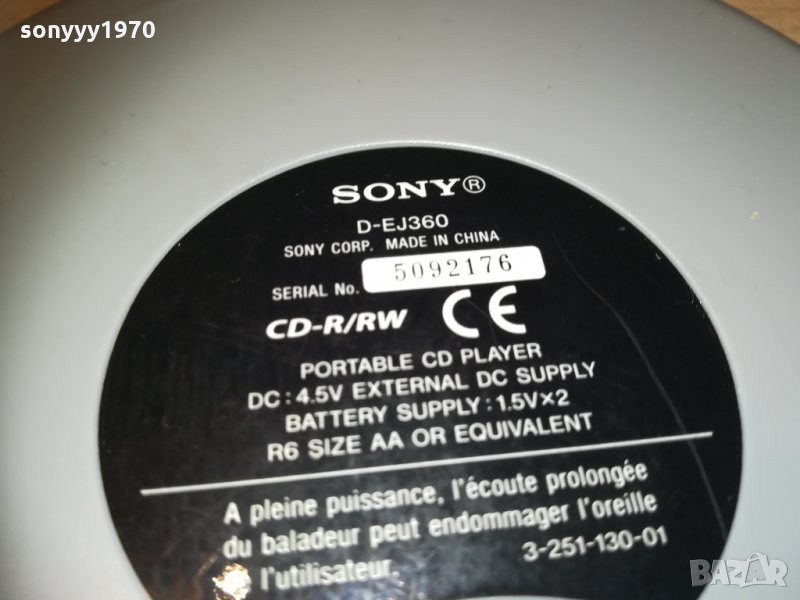 sonyyy1970
SONY®
D-EJ360
SONY CORP. MADE IN CHINA
SERIAL No. 5092176
CD-R/RW CE
PORTABLE CD PLAYER
DC : 4.5V EXTERNAL DC SUPPLY
BATTERY SUPPLY : 1.5V×2
R6 SIZE AA OR EQUIVALENT
A pleine puissance, l'écoute prolongée
du baladeur peut endommager l'oreille
de l'utilisateur.
3-251-130-01
BAZAR